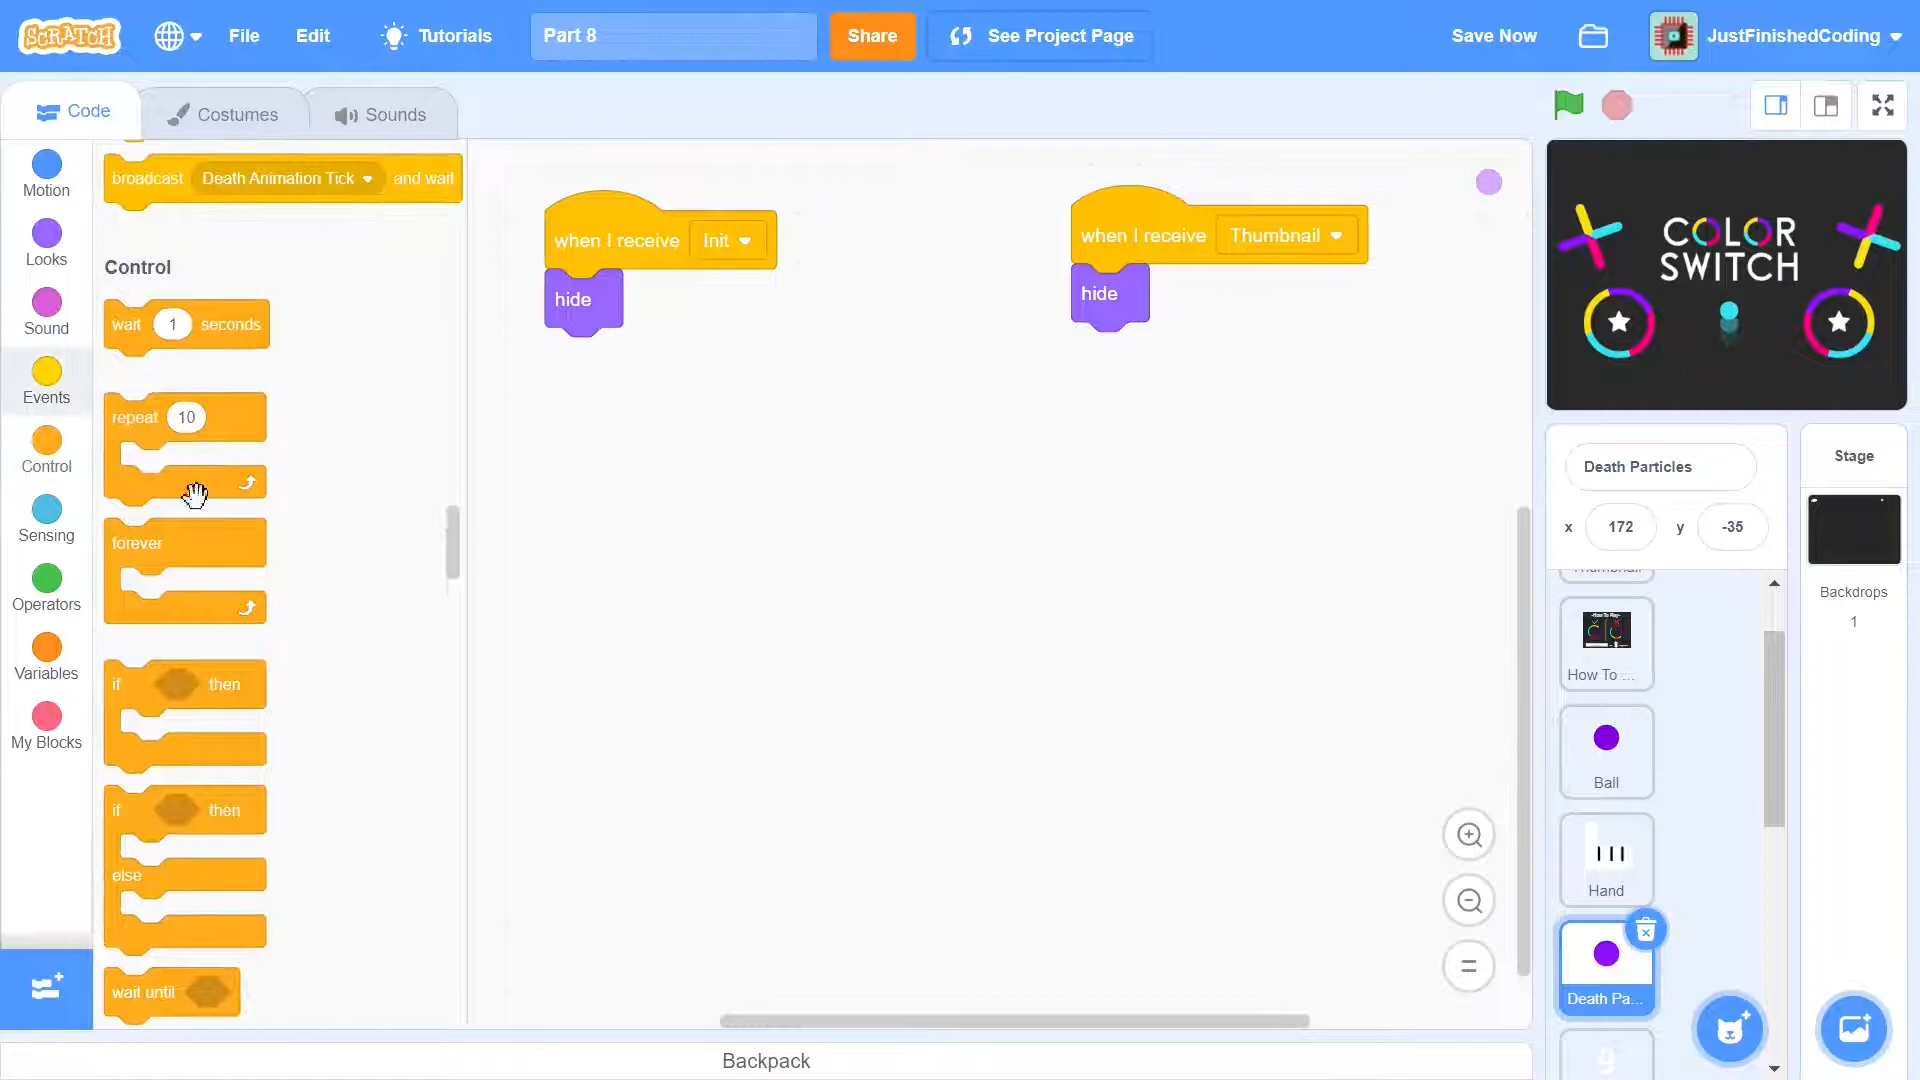 SCRATCH
File
Edit
Tutorials
Part 8
Share
See Project Page
Save Now
JustFinishedCoding
Code
Costumes
Sounds
Motion
Looks
Sound
Events
Control
Sensing
Operators
Variables
My Blocks
broadcast Death Animation Tick and wait
Control
wait 1 seconds
repeat 10
forever
if then
if then
else
wait until
when I receive Init
hide
when I receive Thumbnail
hide
COLOR
SWITCH
Death Particles
x 172 y -35
How To ...
Ball
Hand
Death Pa...
9
Stage
Backdrops
1
Backpack